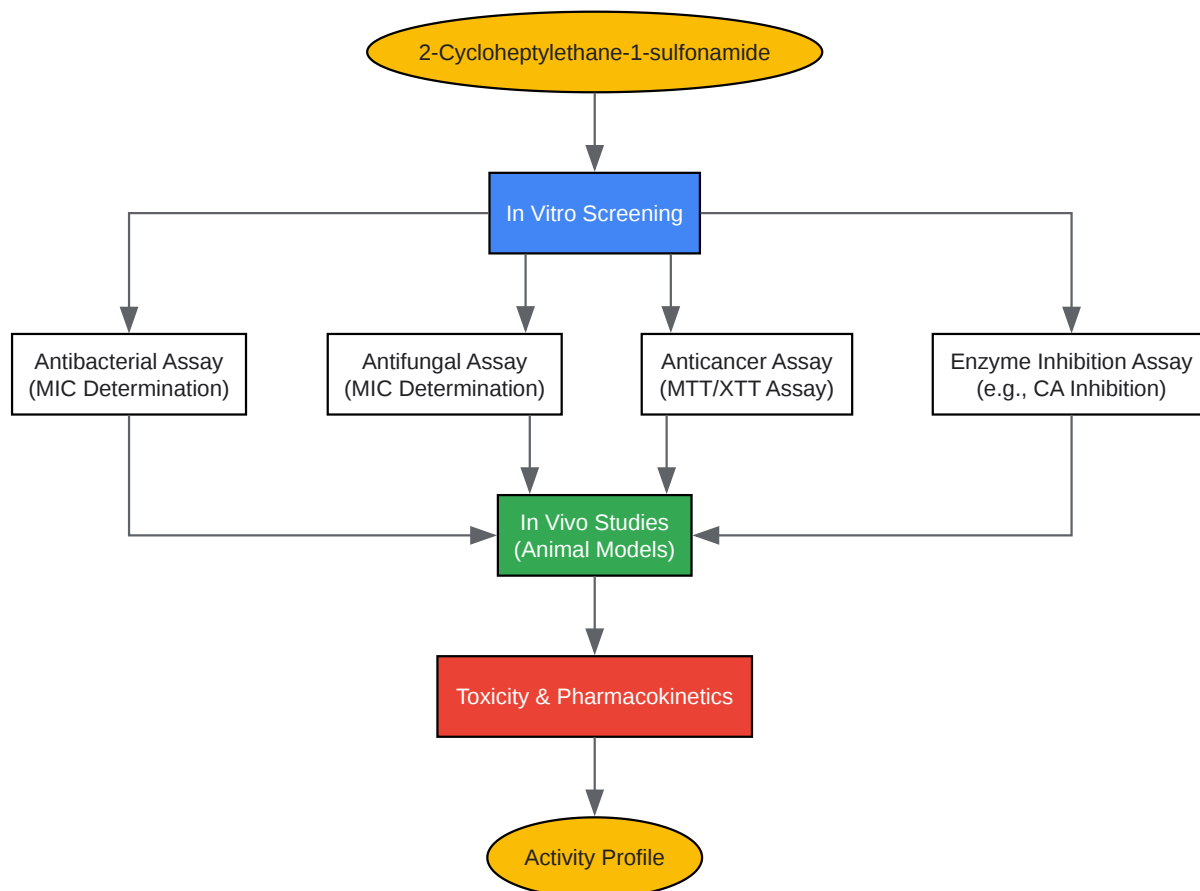 2-Cycloheptylethane-1-sulfonamide
In Vitro Screening
Antibacterial Assay
(MIC Determination)
Antifungal Assay
(MIC Determination)
Anticancer Assay
(MTT/XTT Assay)
Enzyme Inhibition Assay
(e.g., CA Inhibition)
In Vivo Studies
(Animal Models)
Toxicity & Pharmacokinetics
Activity Profile